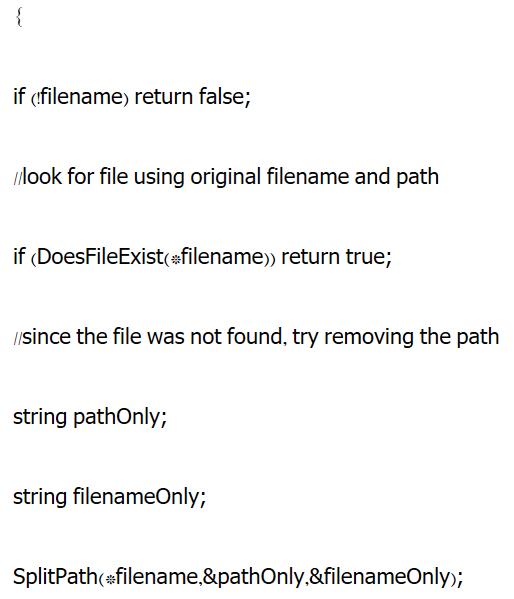 {
if (!filename) return false;
//look for file using original filename and path
if (DoesFileExist(*filename)) return true;
//since the file was not found, try removing the path
string pathOnly;
string filenameOnly;
SplitPath(*filename,&pathOnly,&filenameOnly);